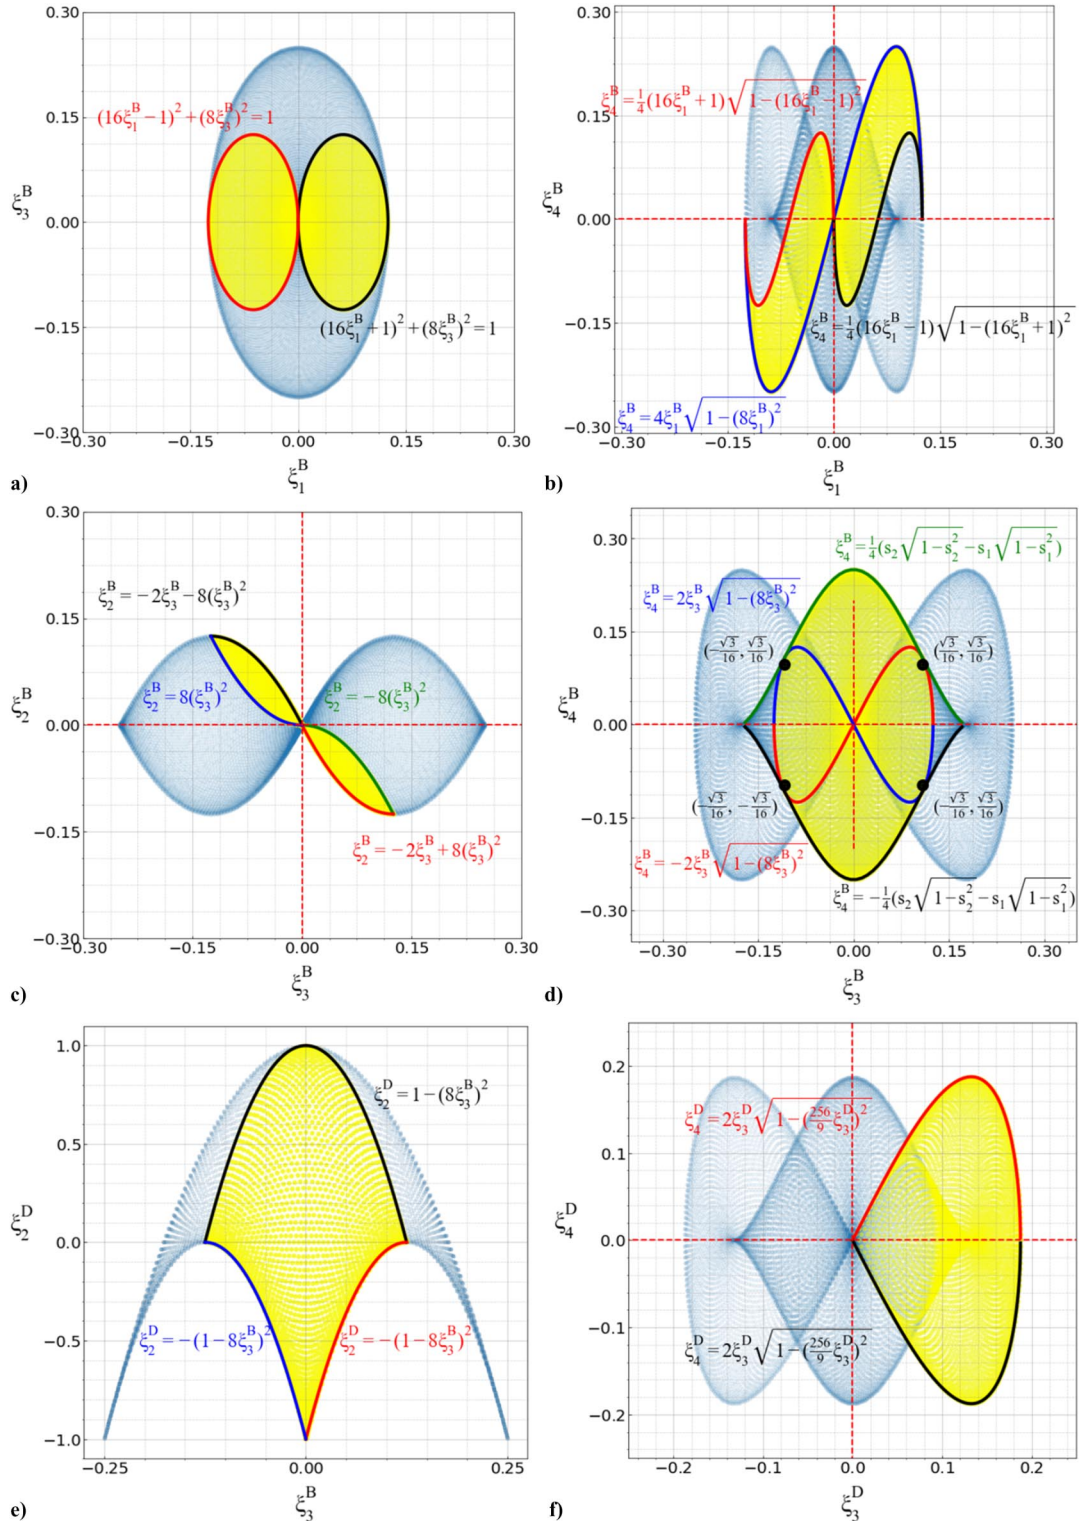 0.30
0.15
0.00
−0.15
−0.30
−0.30
−0.15
0.00
0.15
0.30
ξ₃ᴮ
ξ₁ᴮ
(16ξ₁ᴮ−1)²+(8ξ₃ᴮ)²=1
(16ξ₁ᴮ+1)²+(8ξ₃ᴮ)²=1
a)
0.30
0.15
0.00
−0.15
−0.30
−0.30
−0.15
0.00
0.15
0.30
ξ₄ᴮ
ξ₁ᴮ
ξ₄ᴮ=¼(16ξ₁ᴮ+1)√(1−(16ξ₁ᴮ−1)²)
ξ₄ᴮ=¼(16ξ₁ᴮ−1)√(1−(16ξ₁ᴮ+1)²)
ξ₄ᴮ=4ξ₁ᴮ√(1−(8ξ₁ᴮ)²)
b)
0.30
0.15
0.00
−0.15
−0.30
−0.30
−0.15
0.00
0.15
0.30
ξ₂ᴮ
ξ₃ᴮ
ξ₂ᴮ=−2ξ₃ᴮ−8(ξ₃ᴮ)²
ξ₂ᴮ=8(ξ₃ᴮ)²
ξ₂ᴮ=−8(ξ₃ᴮ)²
ξ₂ᴮ=−2ξ₃ᴮ+8(ξ₃ᴮ)²
c)
0.30
0.15
0.00
−0.15
−0.30
−0.30
−0.15
0.00
0.15
0.30
ξ₄ᴮ
ξ₃ᴮ
ξ₄ᴮ=¼(s₂√(1−s₂²)−s₁√(1−s₁²))
ξ₄ᴮ=2ξ₃ᴮ√(1−(8ξ₃ᴮ)²)
(−√3/16, √3/16)
(√3/16, √3/16)
(−√3/16, −√3/16)
(−√3/16, √3/16)
ξ₄ᴮ=−2ξ₃ᴮ√(1−(8ξ₃ᴮ)²)
ξ₄ᴮ=−¼(s₂√(1−s₂²)−s₁√(1−s₁²))
d)
1.0
0.5
0.0
−0.5
−1.0
−0.25
0.00
0.25
ξ₂ᴰ
ξ₃ᴮ
ξ₂ᴰ=1−(8ξ₃ᴮ)²
ξ₂ᴰ=−(1−8ξ₃ᴮ)²
ξ₂ᴰ=−(1−8ξ₃ᴮ)²
e)
0.2
0.1
0.0
−0.1
−0.2
−0.2
−0.1
0.0
0.1
0.2
ξ₄ᴰ
ξ₃ᴰ
ξ₄ᴰ=2ξ₃ᴰ√(1−(256/9 ξ₃ᴰ)²)
ξ₄ᴰ=2ξ₃ᴰ√(1−(256/9 ξ₃ᴰ)²)
f)